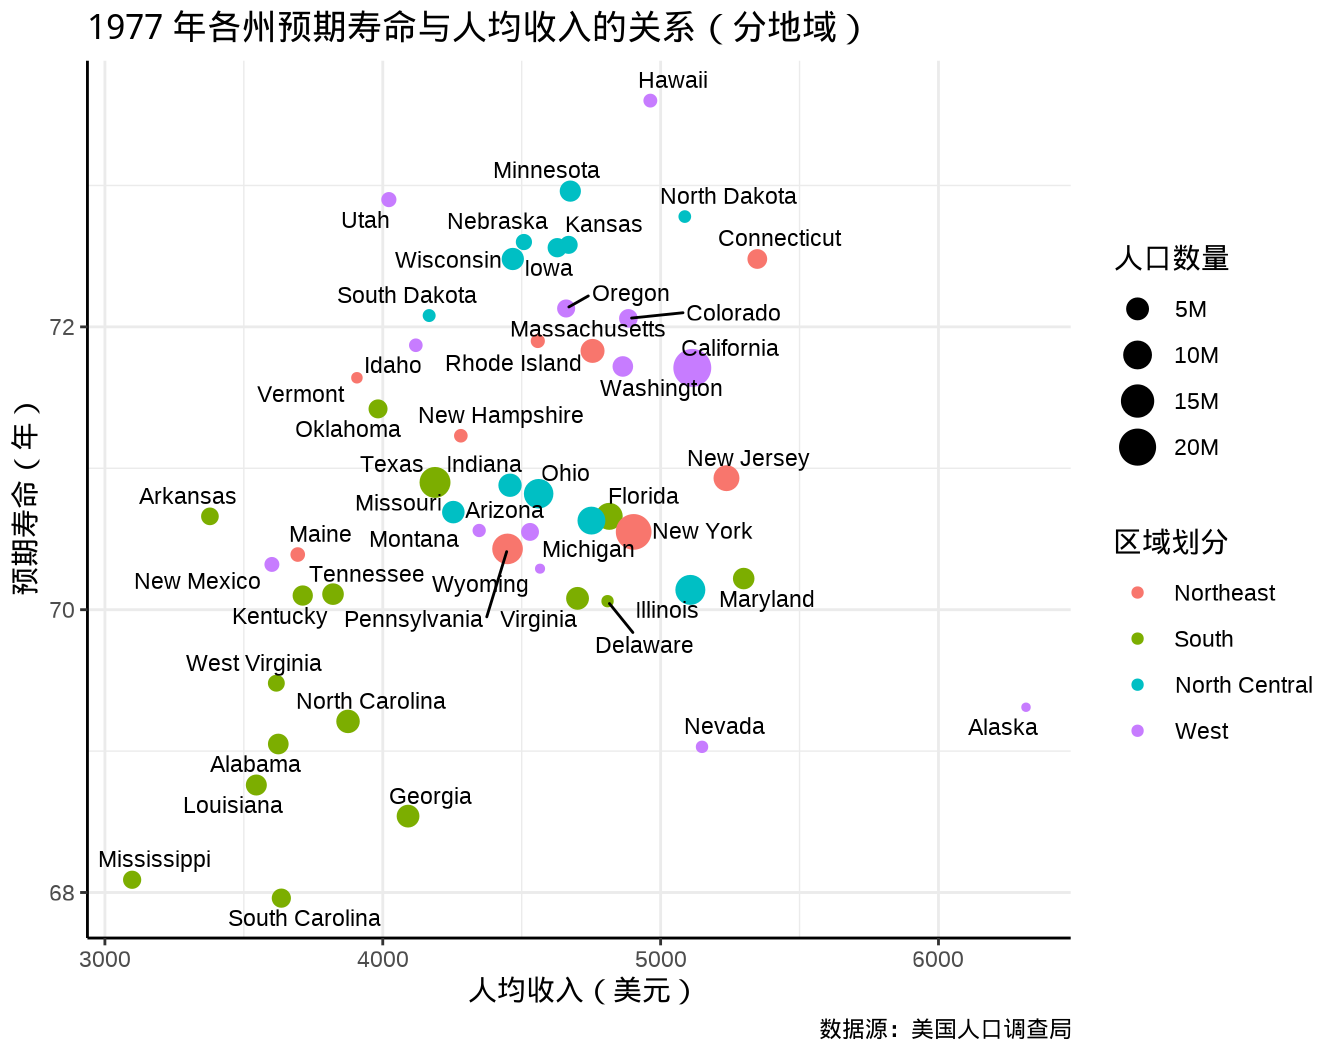 1977 年各州预期寿命与人均收入的关系（分地域）
Hawaii
Minnesota
North Dakota
Utah
Nebraska
Kansas
Connecticut
Wisconsin
Iowa
South Dakota
Oregon
Colorado
Massachusetts
California
Idaho
Rhode Island
Vermont
Washington
New Hampshire
Oklahoma
Texas
Indiana
Ohio
New Jersey
Arkansas
Missouri
Arizona
Florida
Maine
Montana
New York
Michigan
New Mexico
Tennessee
Wyoming
Kentucky
Pennsylvania
Virginia
Illinois
Maryland
Delaware
West Virginia
North Carolina
Nevada
Alaska
Alabama
Louisiana
Georgia
Mississippi
South Carolina
72
70
68
预期寿命（年）
3000
4000
5000
6000
人均收入（美元）
人口数量
5M
10M
15M
20M
区域划分
Northeast
South
North Central
West
数据源: 美国人口调查局